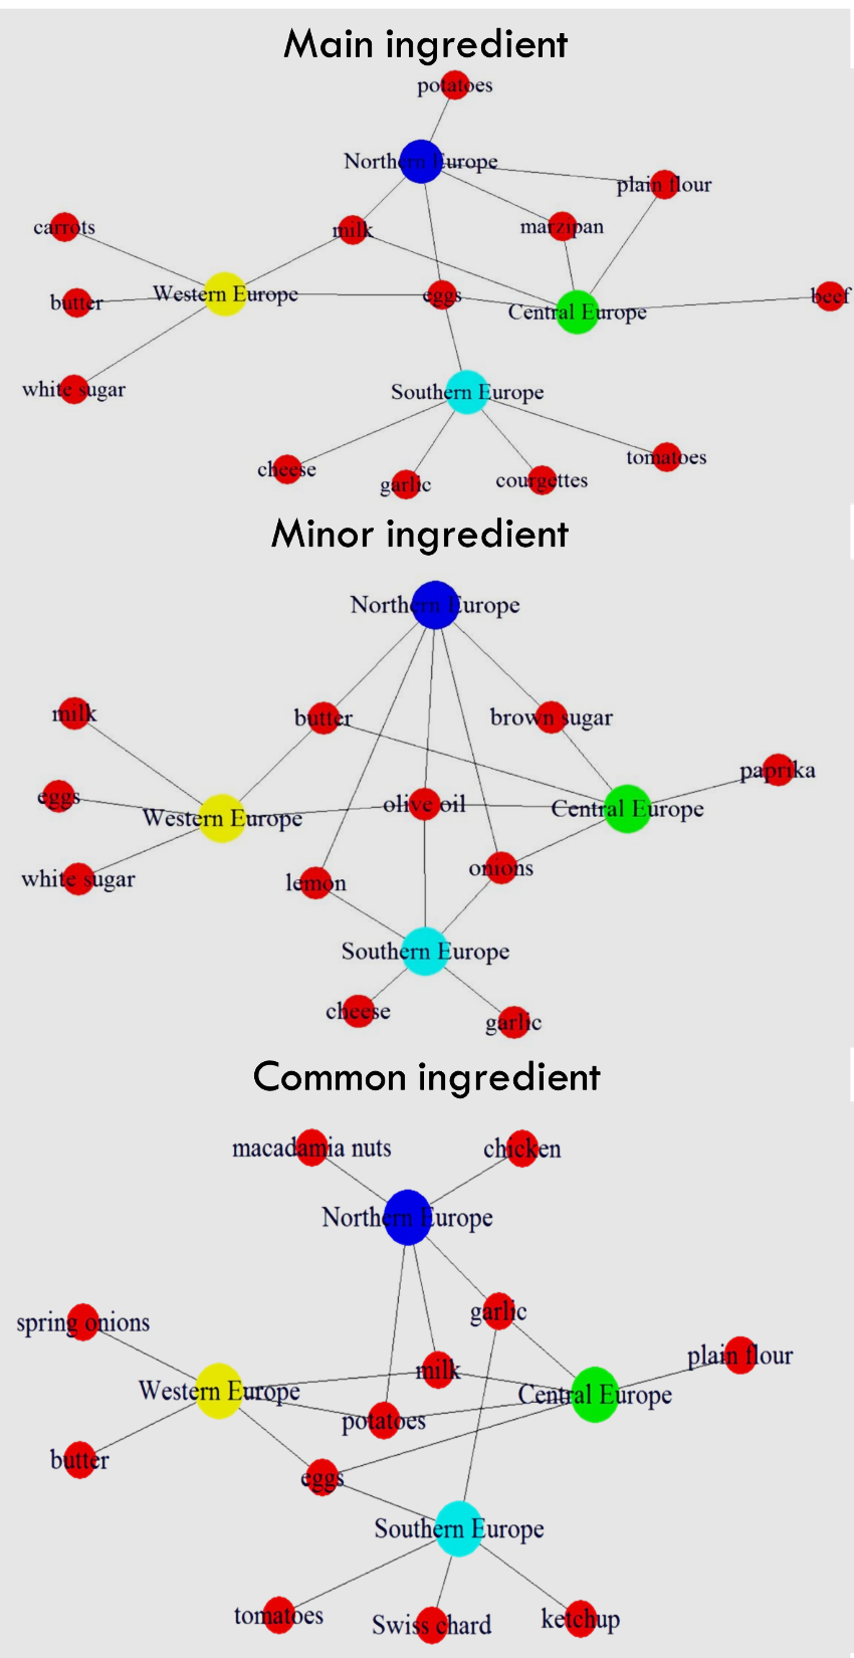 Main ingredient
potatoes
Northern Europe
plain flour
carrots
milk
marzipan
butter
Western Europe
eggs
Central Europe
beef
white sugar
Southern Europe
cheese
garlic
courgettes
tomatoes
Minor ingredient
Northern Europe
milk
butter
brown sugar
paprika
eggs
Western Europe
olive oil
Central Europe
white sugar
lemon
onions
Southern Europe
cheese
garlic
Common ingredient
macadamia nuts
chicken
Northern Europe
spring onions
garlic
milk
plain flour
Western Europe
Central Europe
potatoes
butter
eggs
Southern Europe
tomatoes
Swiss chard
ketchup